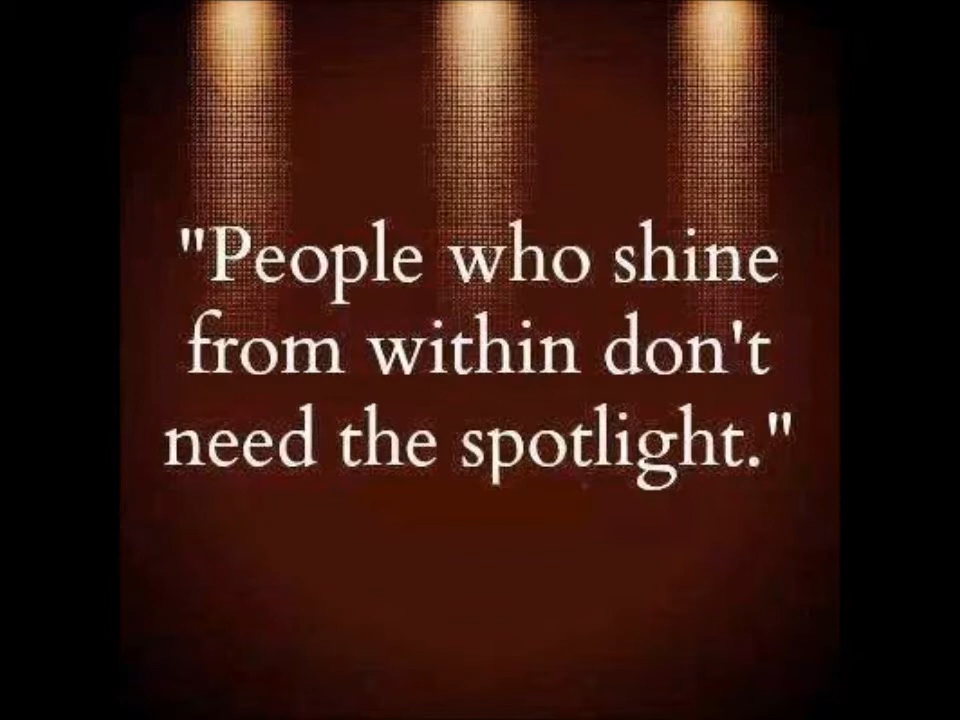 "People who shine
from within don't
need the spotlight."